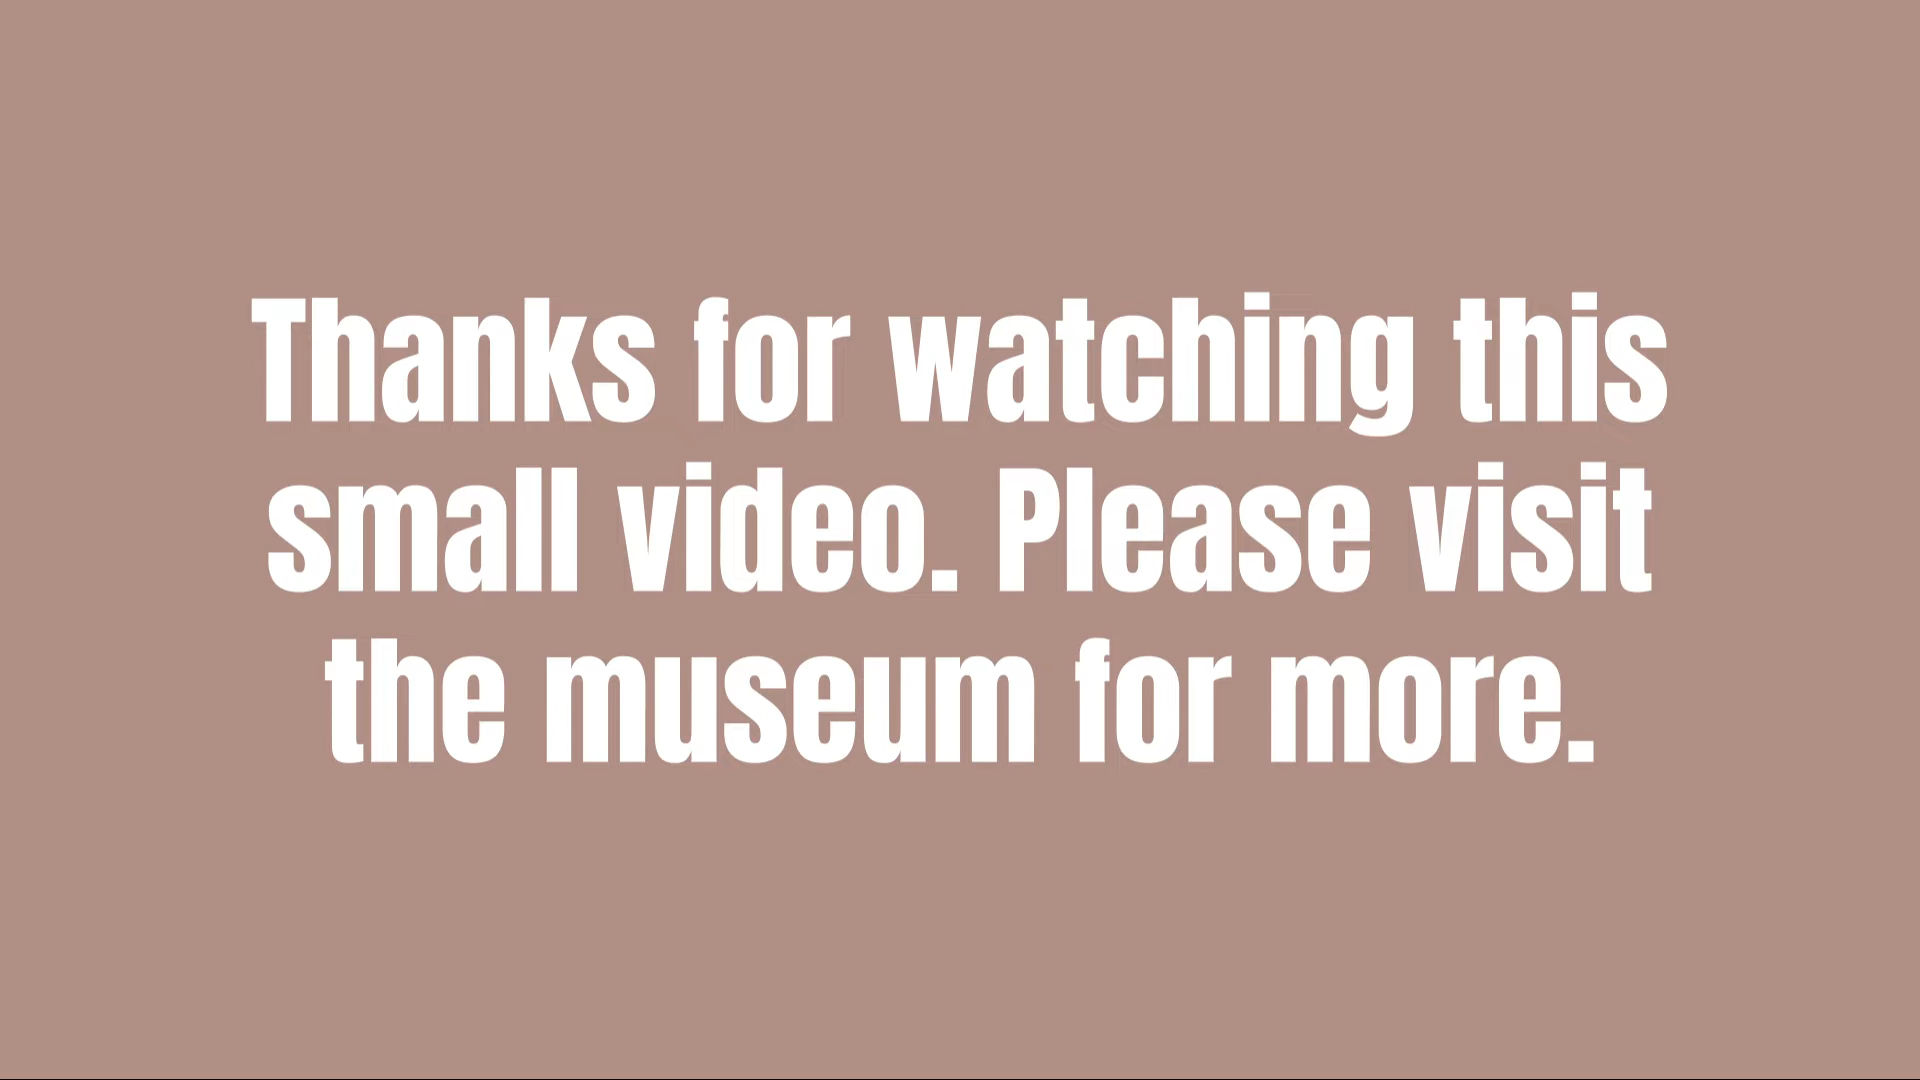 Thanks for watching this
small video. Please visit
the museum for more.